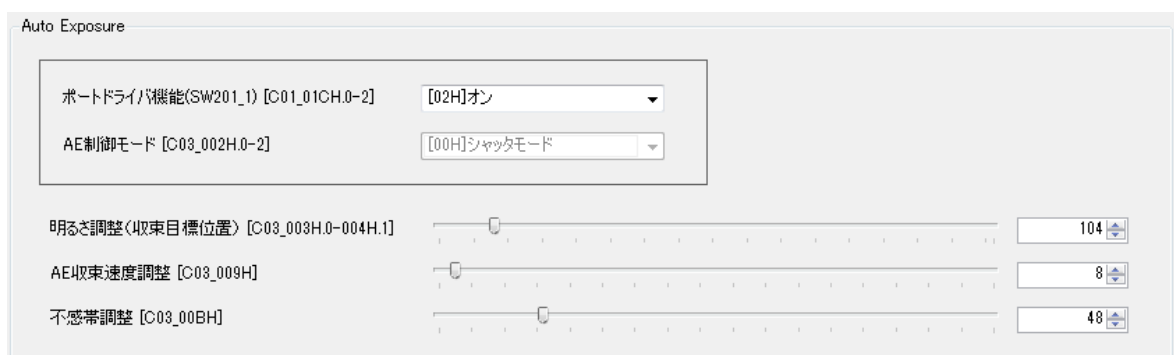 Auto Exposure
ポートドライバ機能(SW201_1) [C01_01CH.0-2] [02H]オン
AE制御モード [C03_002H.0-2] [00H]シャッタモード
明るさ調整(収束目標位置) [C03_003H.0-004H.1] 104
AE収束速度調整 [C03_009H] 8
不感帯調整 [C03_00BH] 48